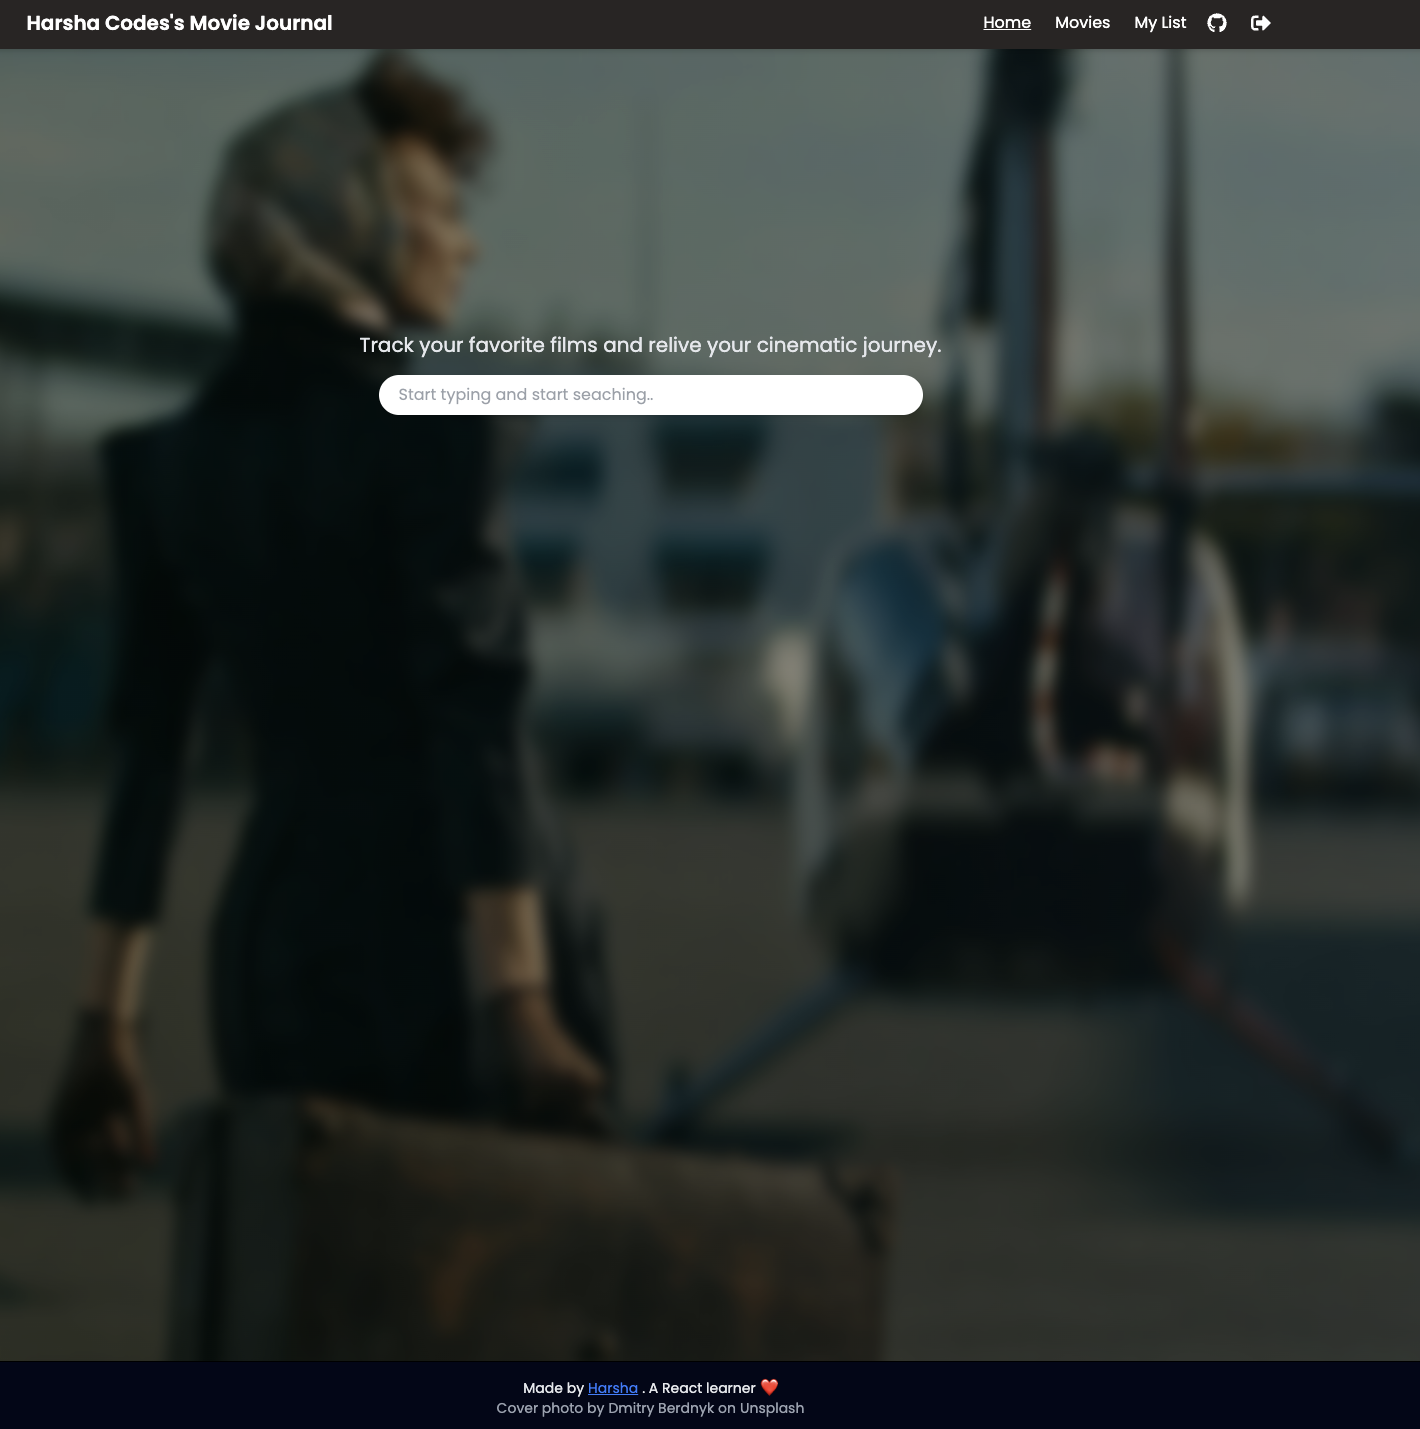 Harsha Codes's Movie Journal
Home Movies My List
Track your favorite films and relive your cinematic journey.
Start typing and start seaching..
Made by Harsha . A React learner ❤️
Cover photo by Dmitry Berdnyk on Unsplash